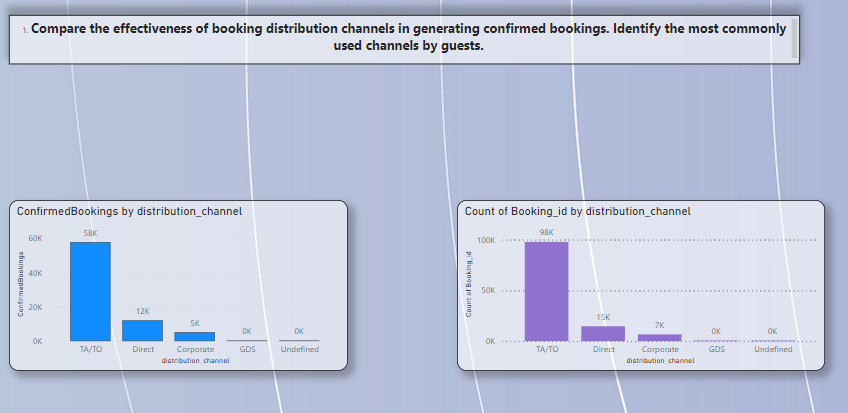 1. Compare the effectiveness of booking distribution channels in generating confirmed bookings. Identify the most commonly
used channels by guests.
ConfirmedBookings by distribution_channel
ConfirmedBookings
60K
40K
20K
0K
58K
12K
5K
0K
0K
TA/TO
Direct
Corporate
GDS
Undefined
distribution_channel
Count of Booking_id by distribution_channel
Count of Booking_id
100K
50K
0K
98K
15K
7K
0K
0K
TA/TO
Direct
Corporate
GDS
Undefined
distribution_channel